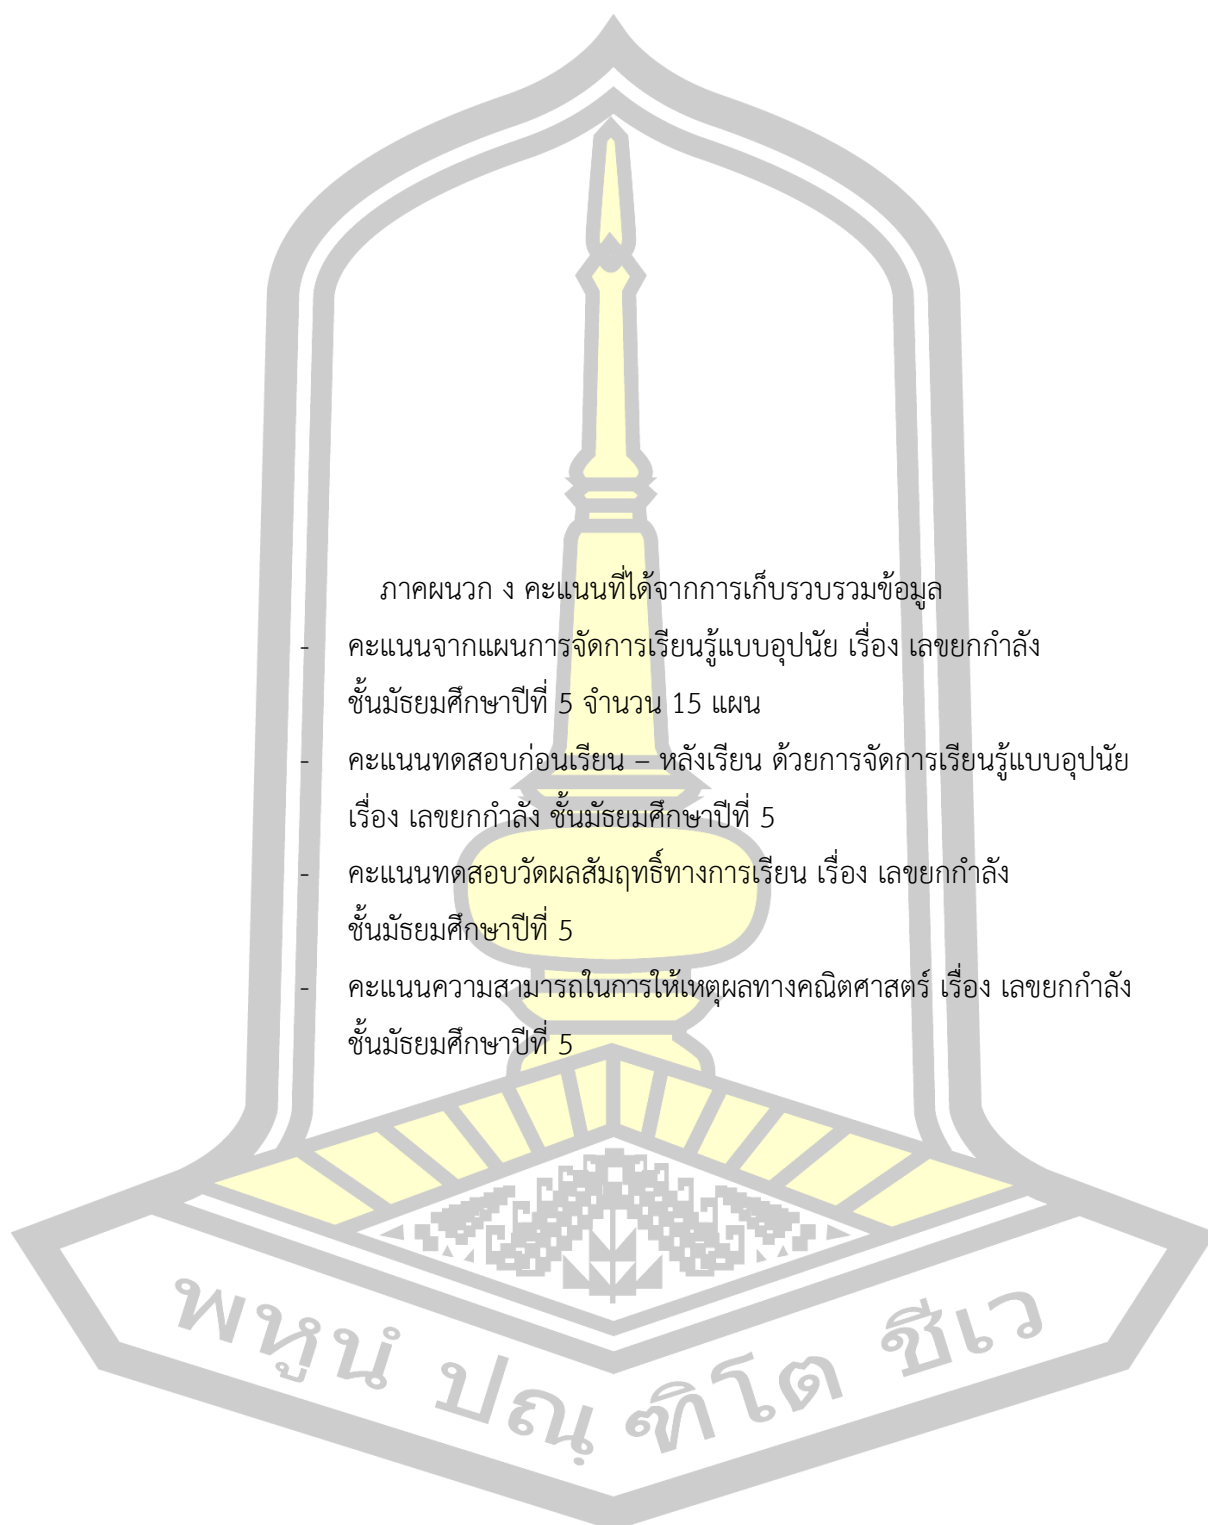 ภาคผนวก ง คะแนนที่ได้จากการเก็บรวบรวมข้อมูล
- คะแนนจากแผนการจัดการเรียนรู้แบบอุปนัย เรื่อง เลขยกกำลัง
ชั้นมัธยมศึกษาปีที่ 5 จำนวน 15 แผน
- คะแนนทดสอบก่อนเรียน – หลังเรียน ด้วยการจัดการเรียนรู้แบบอุปนัย
เรื่อง เลขยกกำลัง ชั้นมัธยมศึกษาปีที่ 5
- คะแนนทดสอบวัดผลสัมฤทธิ์ทางการเรียน เรื่อง เลขยกกำลัง
ชั้นมัธยมศึกษาปีที่ 5
- คะแนนความสามารถในการให้เหตุผลทางคณิตศาสตร์ เรื่อง เลขยกกำลัง
ชั้นมัธยมศึกษาปีที่ 5
พหูนํ ปณฺฑิโต ชีเว